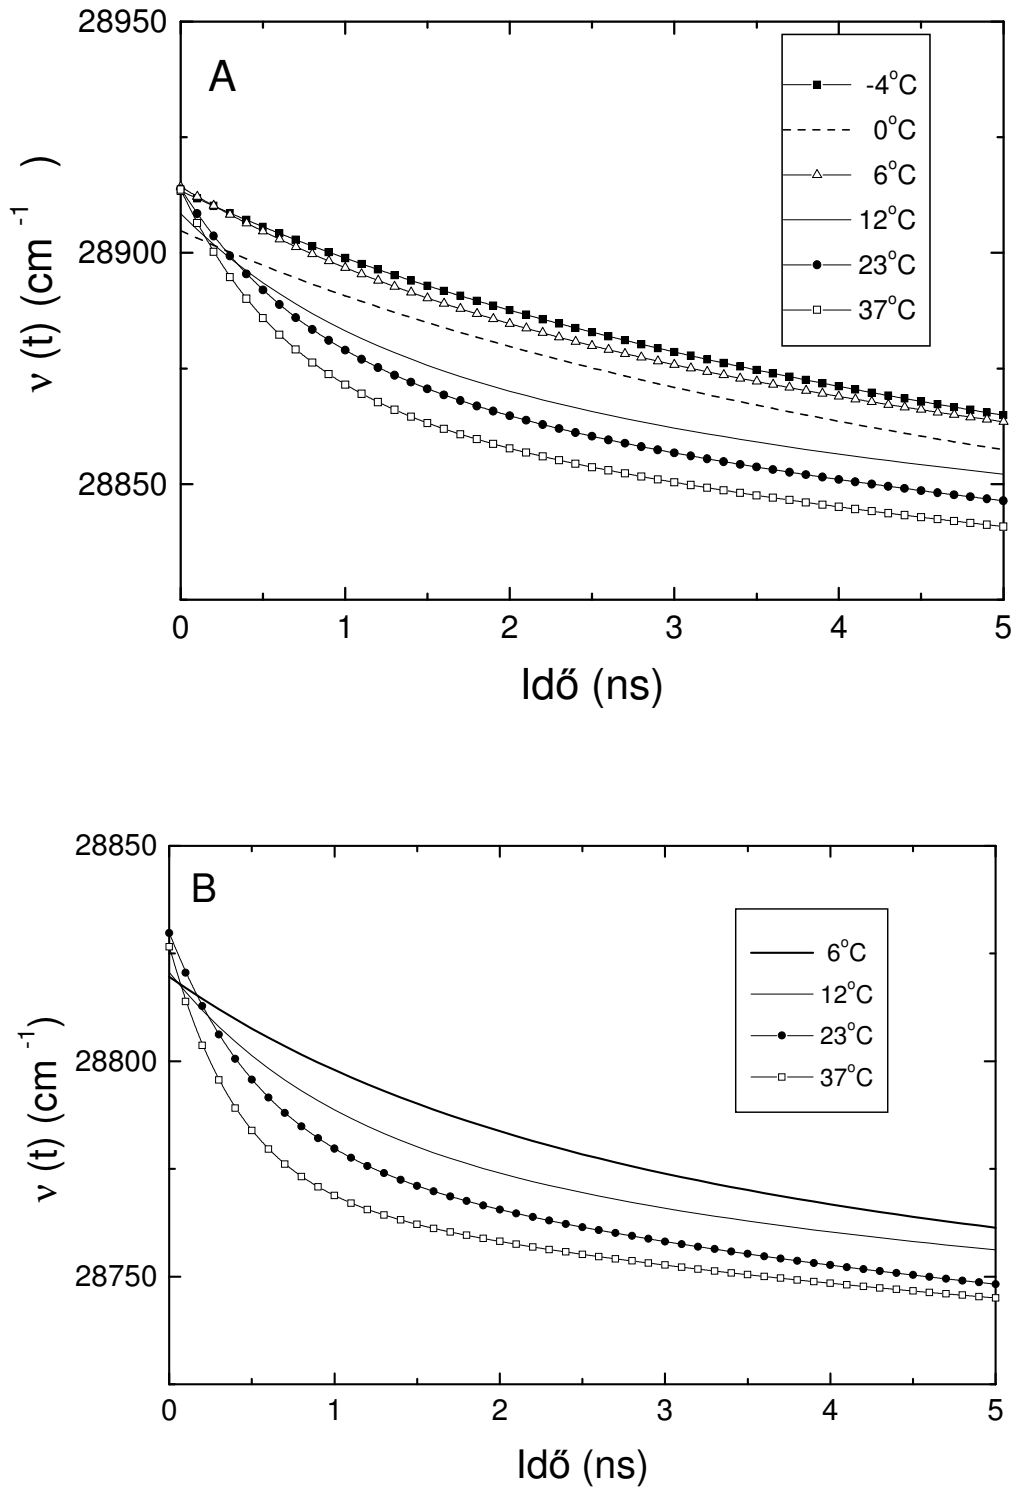 A
28950
28900
28850
ν (t) (cm⁻¹ )
-4°C
0°C
6°C
12°C
23°C
37°C
0 1 2 3 4 5
Idő (ns)
B
28850
28800
28750
ν (t) (cm⁻¹)
6°C
12°C
23°C
37°C
0 1 2 3 4 5
Idő (ns)